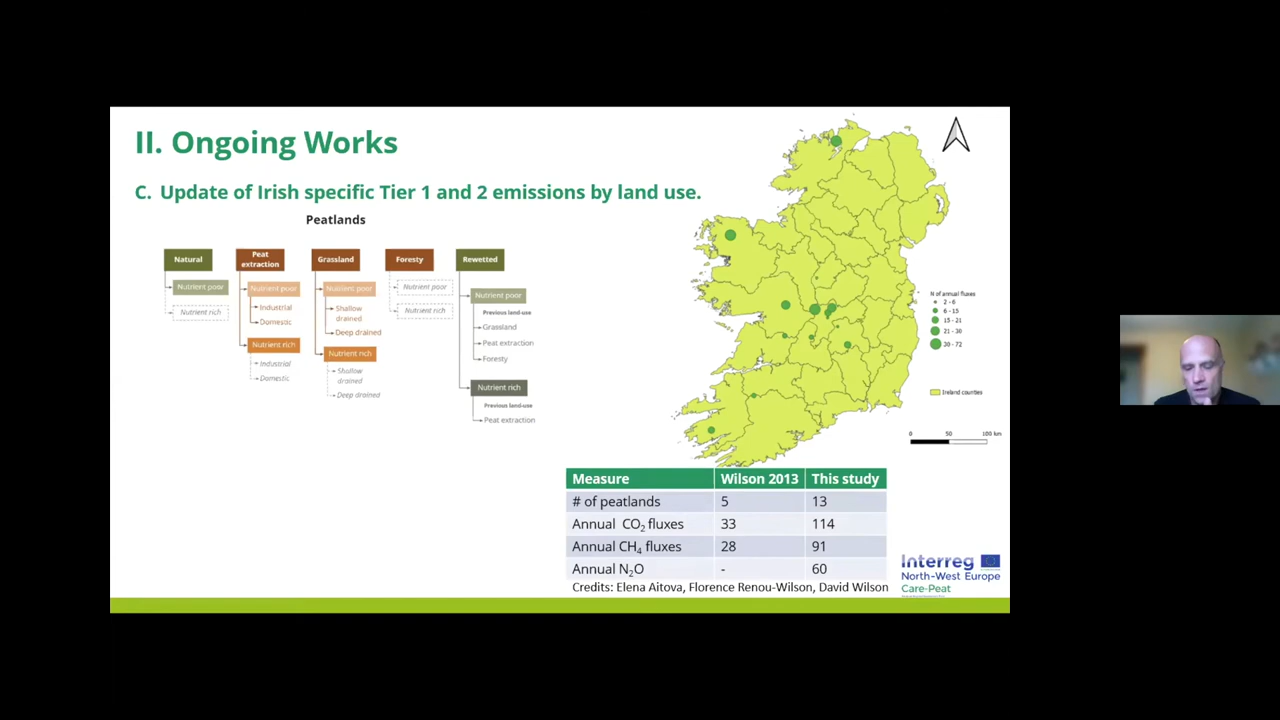 II. Ongoing Works
C. Update of Irish specific Tier 1 and 2 emissions by land use.
Peatlands
Natural
Nutrient poor
Nutrient rich
Peat
extraction
Nutrient poor
Industrial
Domestic
Nutrient rich
Industrial
Domestic
Grassland
Nutrient poor
Shallow
drained
Deep drained
Nutrient rich
Shallow
drained
Deep drained
Foresty
Nutrient poor
Nutrient rich
Rewetted
Nutrient poor
Previous land-use
Grassland
Peat extraction
Foresty
Nutrient rich
Previous land-use
Peat extraction
N of annual fluxes
2 - 6
6 - 15
15 - 21
21 - 30
30 - 72
Ireland counties
0 50 100 km
Measure Wilson 2013 This study
# of peatlands 5 13
Annual CO2 fluxes 33 114
Annual CH4 fluxes 28 91
Annual N2O - 60
Credits: Elena Aitova, Florence Renou-Wilson, David Wilson
Interreg
North-West Europe
Care-Peat